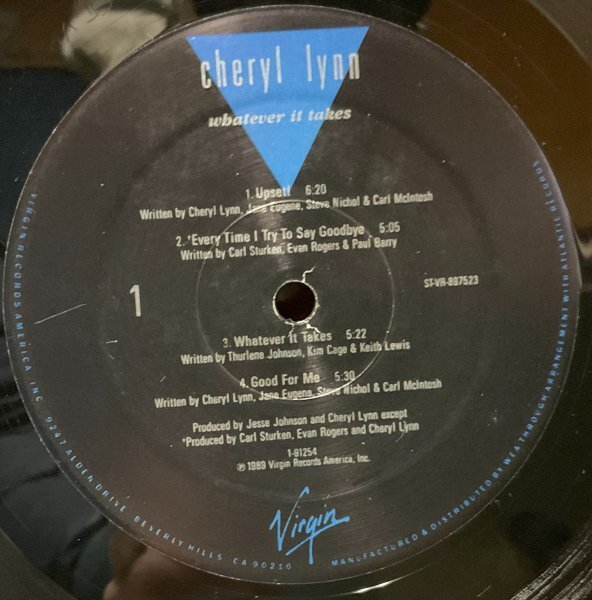 cheryl lynn
whatever it takes
1. Upset! 6:20
Written by Cheryl Lynn, Jane Eugene, Steve Nichol & Carl McIntosh
2. *Every Time I Try To Say Goodbye 5:05
Written by Carl Sturken, Evan Rogers & Paul Barry
1
ST-VR-897523
3. Whatever It Takes 5:22
Written by Thurlene Johnson, Kim Cage & Keith Lewis
4. Good For Me 5:30
Written by Cheryl Lynn, Jane Eugene, Steve Nichol & Carl McIntosh
Produced by Jesse Johnson and Cheryl Lynn except
*Produced by Carl Sturken, Evan Rogers and Cheryl Lynn
1-91254
℗ 1989 Virgin Records America, Inc.
Virgin
VIRGIN RECORDS AMERICA, INC. 9247 ALDEN DRIVE BEVERLY HILLS CA 90210
MANUFACTURED & DISTRIBUTED BY WEA THROUGH ARRANGEMENT WITH ATLANTIC RECORDS